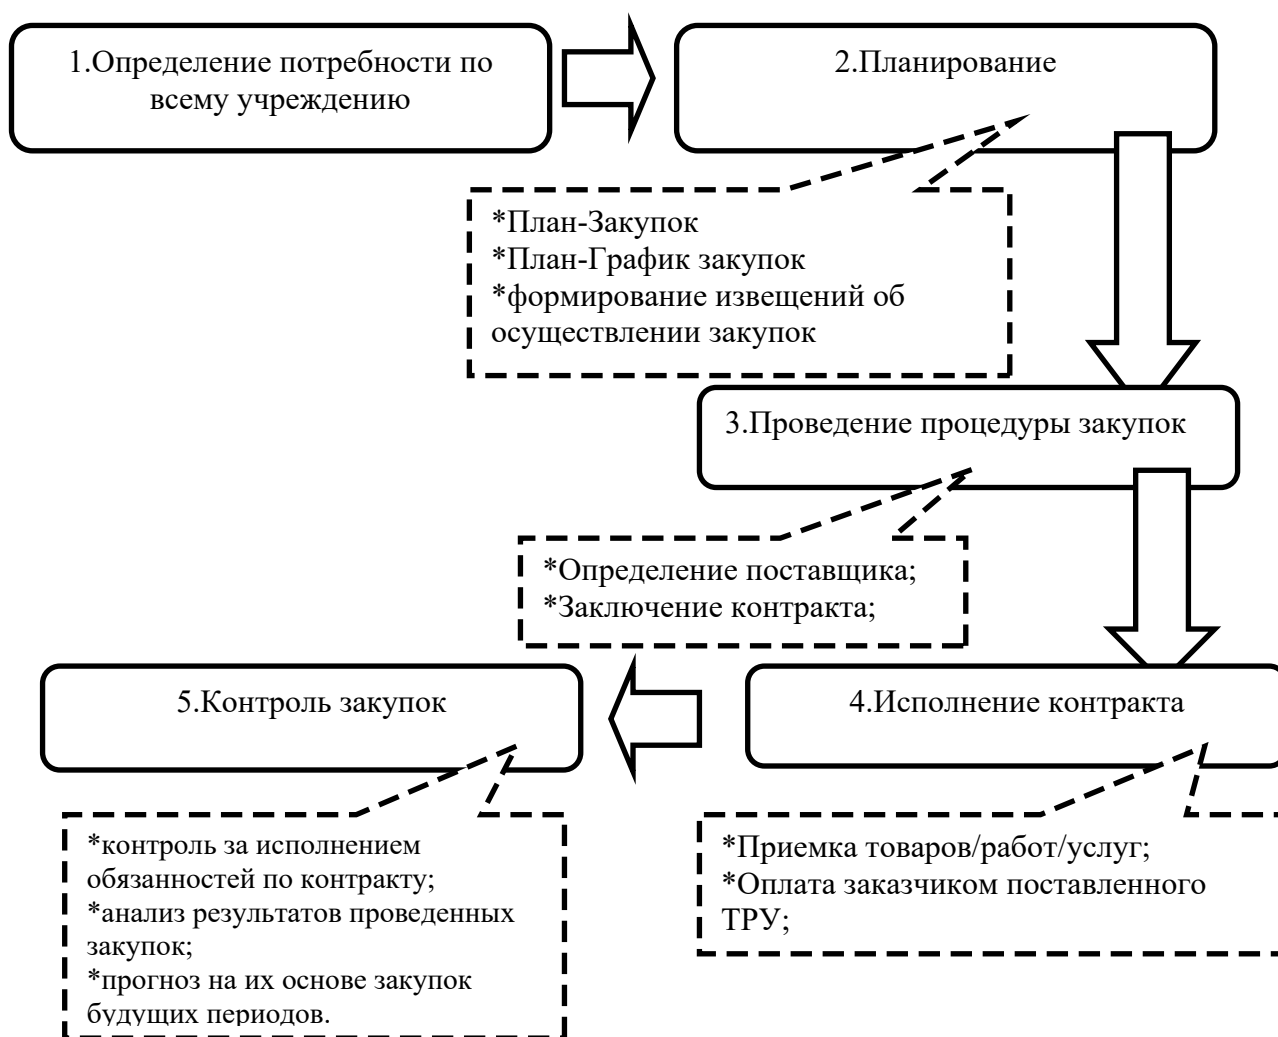 1.Определение потребности по
всему учреждению
2.Планирование
*План-Закупок
*План-График закупок
*формирование извещений об
осуществлении закупок
3.Проведение процедуры закупок
*Определение поставщика;
*Заключение контракта;
4.Исполнение контракта
*Приемка товаров/работ/услуг;
*Оплата заказчиком поставленного
ТРУ;
5.Контроль закупок
*контроль за исполнением
обязанностей по контракту;
*анализ результатов проведенных
закупок;
*прогноз на их основе закупок
будущих периодов.